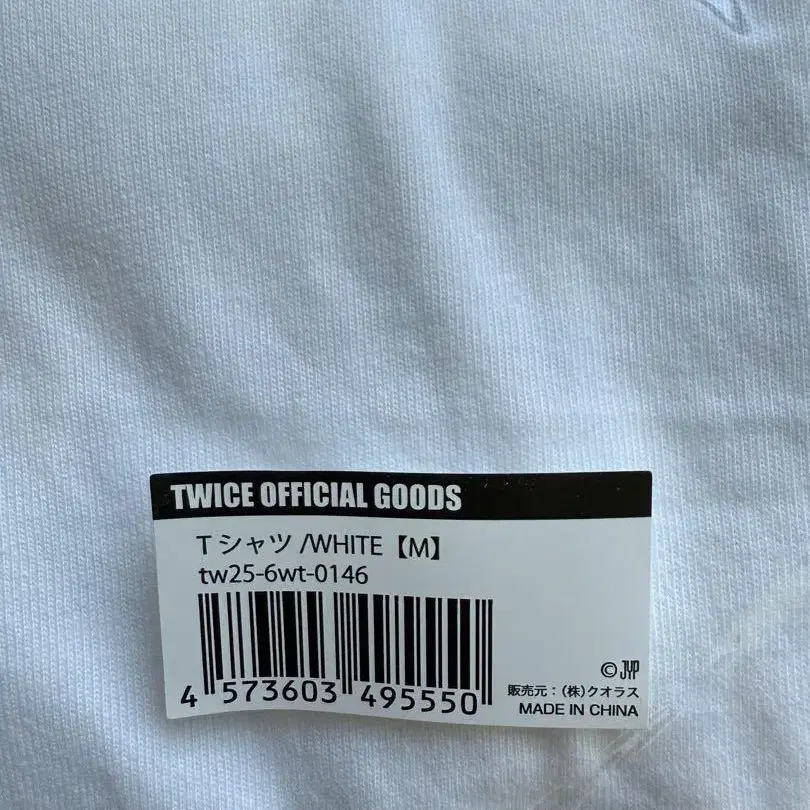 TWICE OFFICIAL GOODS
Tシャツ /WHITE【M】
tw25-6wt-0146
4 573603 495550
© JYP
販売元：(株)クオラス
MADE IN CHINA